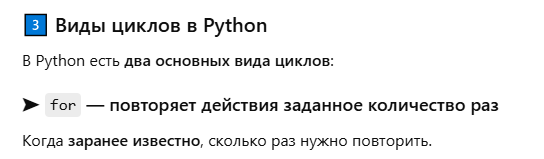 3 Виды циклов в Python
В Python есть два основных вида циклов:
➤ for — повторяет действия заданное количество раз
Когда заранее известно, сколько раз нужно повторить.